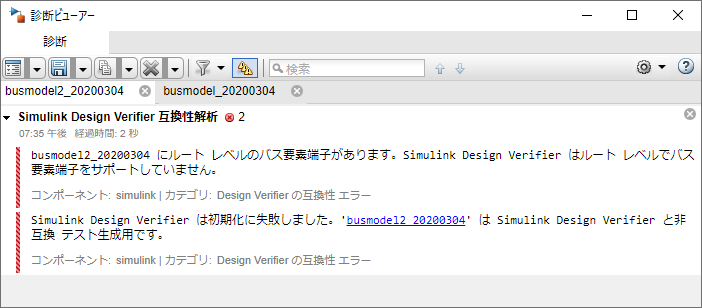 診断ビューアー
診断
検索
busmodel2_20200304
busmodel_20200304
Simulink Design Verifier 互換性解析 2
07:35 午後 経過時間: 2 秒
busmodel2_20200304 にルート レベルのバス要素端子があります。Simulink Design Verifier はルート レベルでバス
要素端子をサポートしていません。
コンポーネント: simulink | カテゴリ: Design Verifier の互換性 エラー
Simulink Design Verifier は初期化に失敗しました。'busmodel2_20200304' は Simulink Design Verifier と非
互換 テスト生成用です。
コンポーネント: simulink | カテゴリ: Design Verifier の互換性 エラー